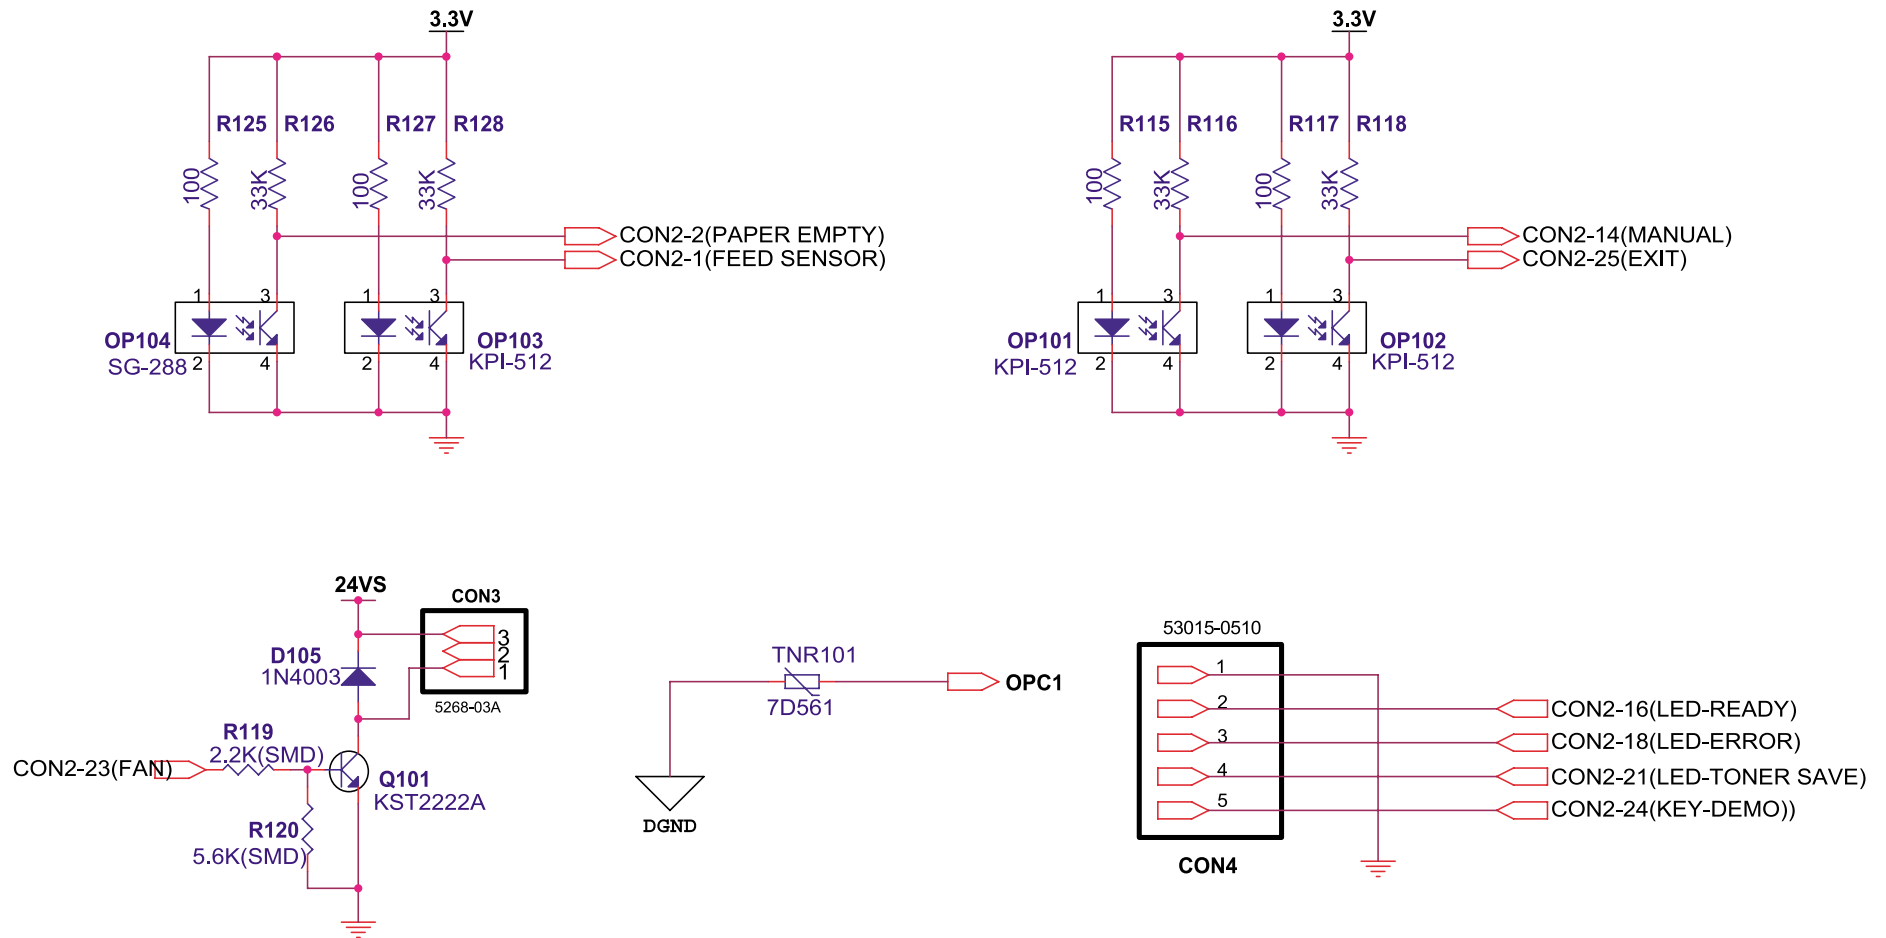 3.3V
R125 R126 R127 R128
100 33K 100 33K
CON2-2(PAPER EMPTY)
CON2-1(FEED SENSOR)
1 3 1 3
OP104
SG-288
2 4 2 4
OP103
KPI-512
3.3V
R115 R116 R117 R118
100 33K 100 33K
CON2-14(MANUAL)
CON2-25(EXIT)
1 3 1 3
OP101
KPI-512
2 4 2 4
OP102
KPI-512
24VS
CON3
3
2
1
5268-03A
D105
1N4003
R119
2.2K(SMD)
CON2-23(FAN)
Q101
KST2222A
R120
5.6K(SMD)
TNR101
7D561
OPC1
DGND
53015-0510
1
2 CON2-16(LED-READY)
3 CON2-18(LED-ERROR)
4 CON2-21(LED-TONER SAVE)
5 CON2-24(KEY-DEMO))
CON4